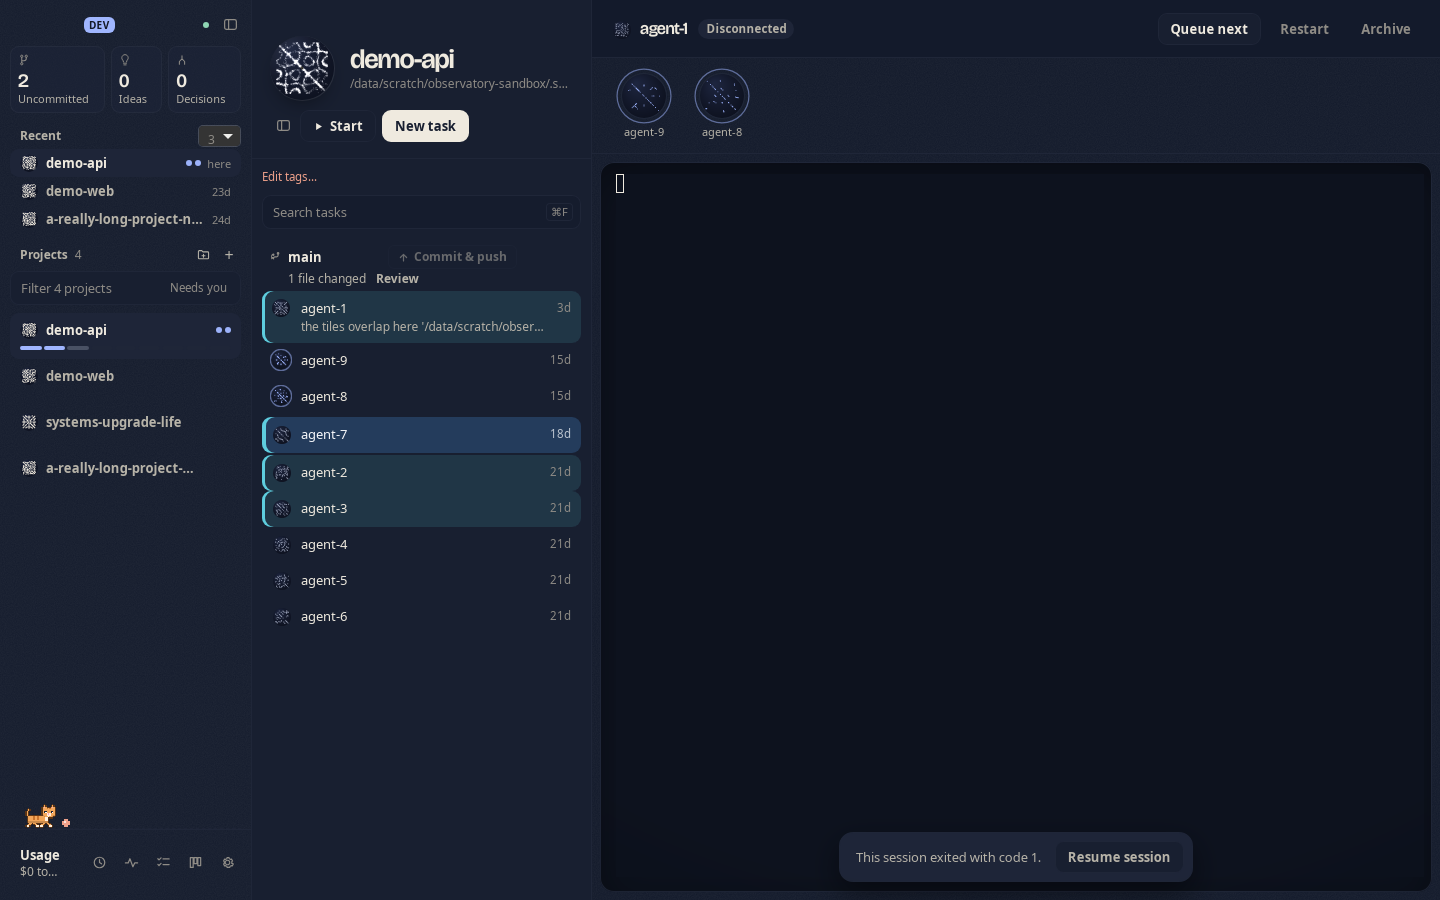 DEV
2
Uncommitted
0
Ideas
0
Decisions
Recent
3
demo-api
here
demo-web
23d
a-really-long-project-n...
24d
Projects 4
+
Filter 4 projects
Needs you
demo-api
demo-web
systems-upgrade-life
a-really-long-project-...
Usage
$0 to...
demo-api
/data/scratch/observatory-sandbox/.s...
Start
New task
Edit tags...
Search tasks
⌘F
main
Commit & push
1 file changed Review
agent-1
3d
the tiles overlap here '/data/scratch/obser...
agent-9
15d
agent-8
15d
agent-7
18d
agent-2
21d
agent-3
21d
agent-4
21d
agent-5
21d
agent-6
21d
agent-1
Disconnected
Queue next
Restart
Archive
agent-9
agent-8
This session exited with code 1.
Resume session